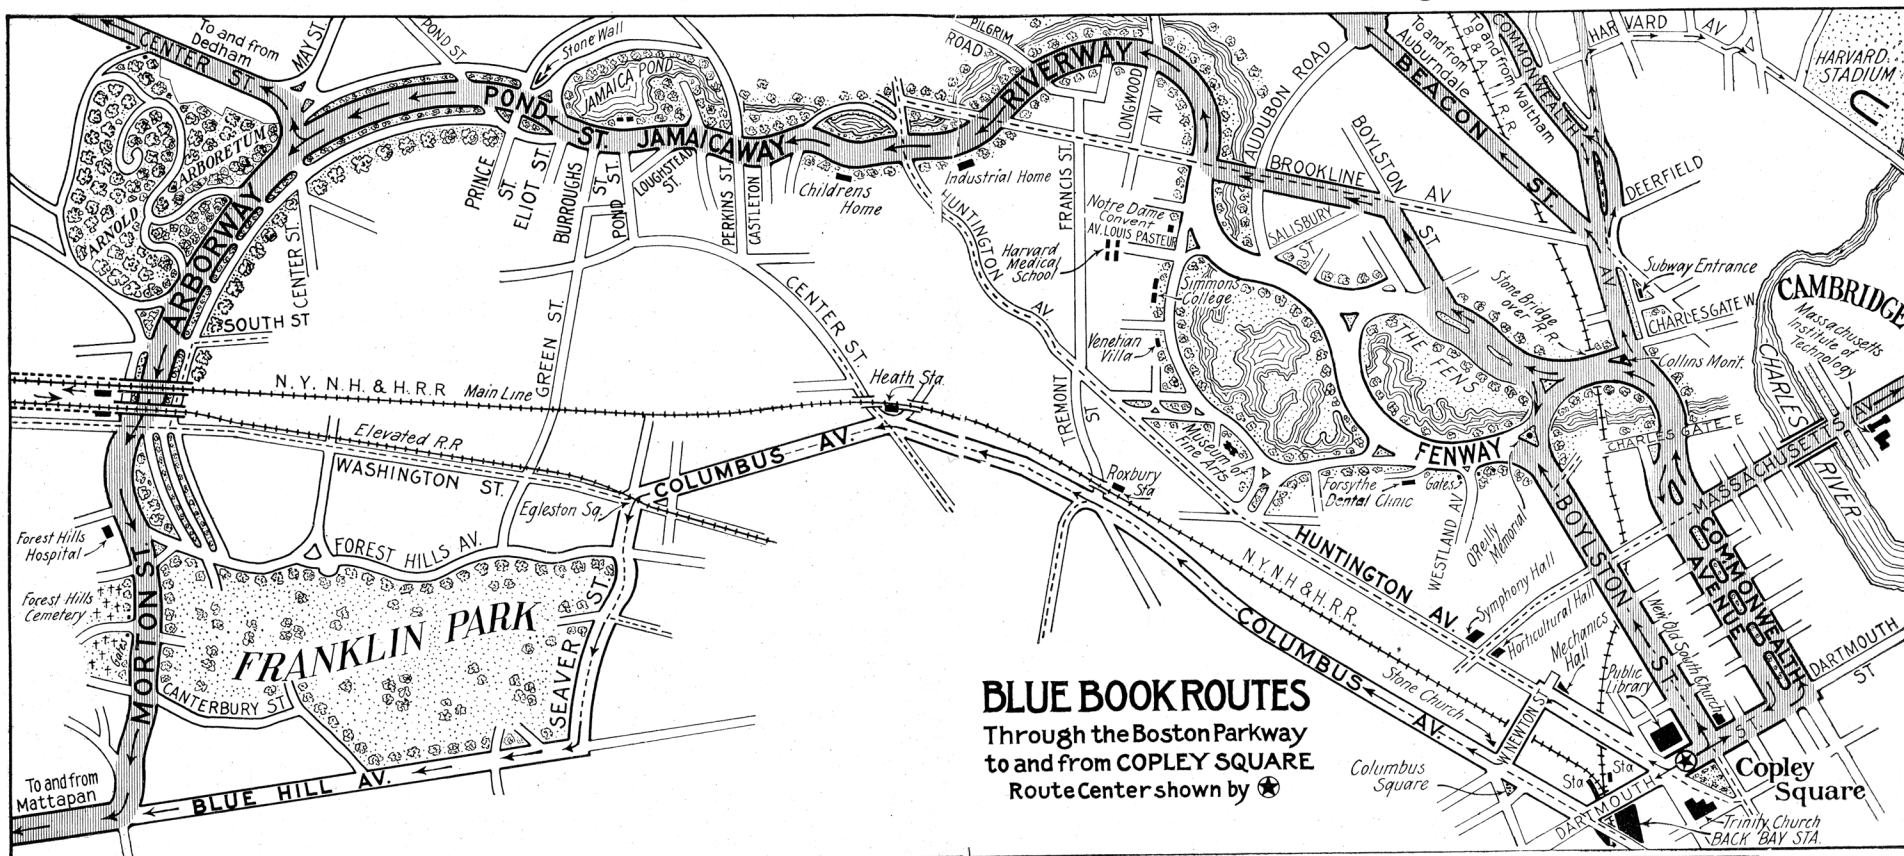 To and from
Dedham
CENTER ST.
MAY ST.
POND ST
Stone Wall
JAMAICA POND
POND ST.
JAMAICAWAY
PILGRIM
ROAD
RIVERWAY
LONGWOOD
AV
AUDUBON ROAD
To and from
Auburndale
B & A R R
To and from
Waltham
COMMONWEALTH
AV
BEACON ST.
HARVARD AV
HARVARD
STADIUM
ARNOLD
ARBORETUM
ARBORWAY
CENTER ST.
SOUTH ST
PRINCE
ST.
ELIOT ST.
BURROUGHS
ST.
POND
ST.
LOUGHSTEAD
ST.
PERKINS ST.
CASTLETON
Childrens
Home
Industrial Home
HUNTINGTON
AV
FRANCIS ST.
Notre Dame
Convent
AV. LOUIS PASTEUR
Harvard
Medical
School
Simmons
College
Venetian
Villa
BROOKLINE
AV
BOYLSTON
ST
SALISBURY
ST
DEERFIELD
Subway Entrance
CHARLESGATE W.
Stone Bridge
over R.R.
Collins Mon't.
CAMBRIDGE
Massachusetts
Institute of
Technology
CHARLES
RIVER
THE FENS
FENWAY
CHARLESGATE E
MASSACHUSETTS AV
GREEN ST.
CENTER ST
Heath Sta.
N.Y. N.H. & H.R.R Main Line
Elevated R.R
WASHINGTON ST.
Egleston Sq.
COLUMBUS AV.
TREMONT
ST
Roxbury
Sta
Museum of
Fine Arts
Forsythe
Dental Clinic
Gates
WESTLAND AV
O'Reilly
Memorial
Forest Hills
Hospital
MORTON ST.
FOREST HILLS AV.
Forest Hills
Cemetery
Gates
FRANKLIN PARK
CANTERBURY ST.
SEAVER ST.
BLUE HILL AV.
To and from
Mattapan
N.Y.N.H & H.R.R.
HUNTINGTON AV
Symphony Hall
Horticultural Hall
Mechanics
Hall
COLUMBUS AV.
Stone Church
W.NEWTON ST
Columbus
Square
BOYLSTON ST
New Old South Church
Public
Library
COMMONWEALTH
AVENUE
DARTMOUTH
ST
Sta
Sta
DARTMOUTH ST
Copley
Square
Trinity Church
BACK BAY STA.
BLUE BOOK ROUTES
Through the Boston Parkway
to and from COPLEY SQUARE
Route Center shown by